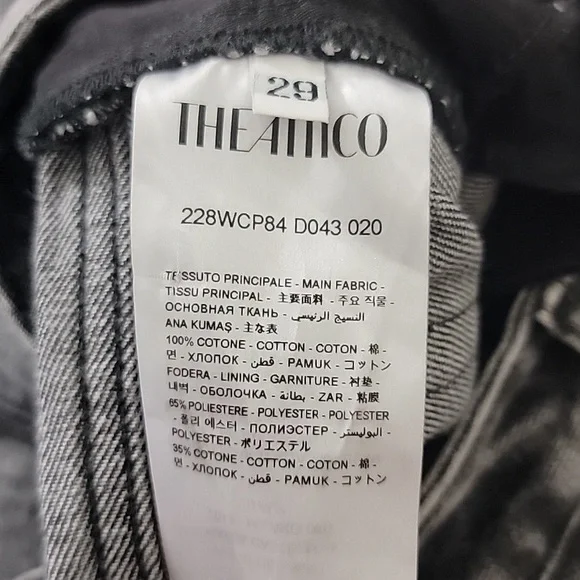 29
THEATTICO
228WCP84 D043 020
TESSUTO PRINCIPALE - MAIN FABRIC -
TISSU PRINCIPAL - 主要面料 - 주요 직물 -
ОСНОВНАЯ ТКАНЬ - النسيج الرئيسي
ANA KUMAŞ - 主な表
100% COTONE - COTTON - COTON - 棉 -
면 - ХЛОПОК - قطن - PAMUK - コットン
FODERA - LINING - GARNITURE - 衬垫 -
내벽 - ОБОЛОЧКА - بطانة - ZAR - 粘膜
65% POLIESTERE - POLYESTER - POLYESTER
- 폴리 에스터 - ПОЛИЭСТЕР - البوليستر -
POLYESTER - ポリエステル
35% COTONE - COTTON - COTON - 棉 -
면 - ХЛОПОК - قطن - PAMUK - コットン